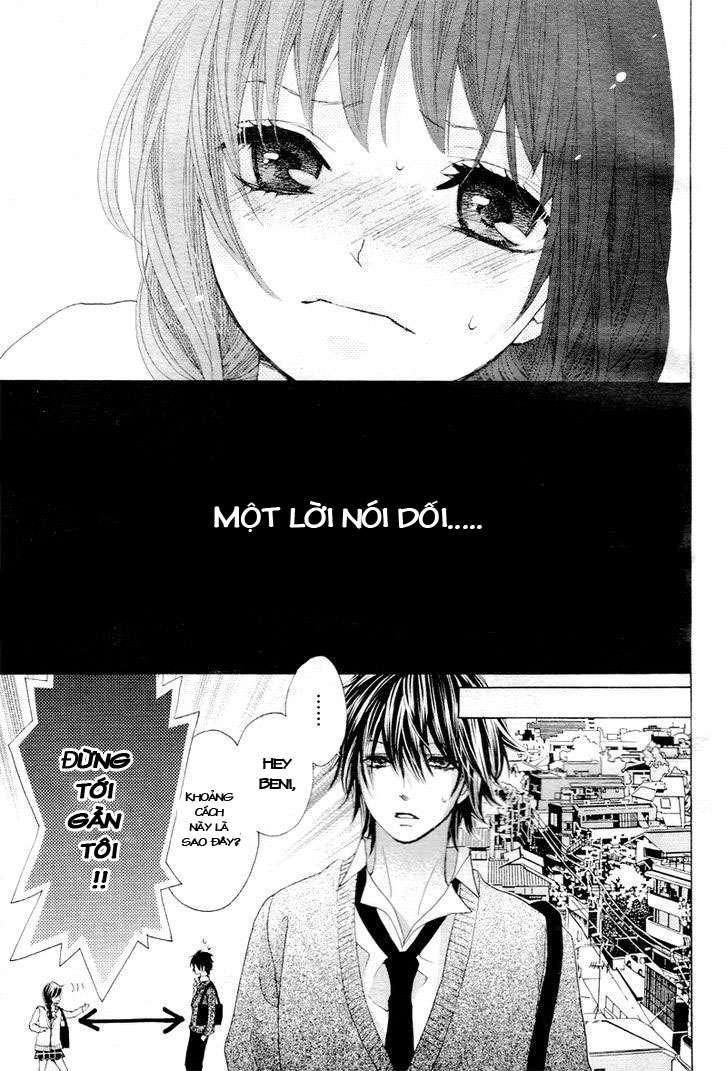 MỘT LỜI NÓI DỐI.....
......
HEY
BENI,
KHOẢNG
CÁCH
NÀY LÀ
SAO ĐÂY?
ĐỪNG
TỚI
GẦN
TÔI
!!